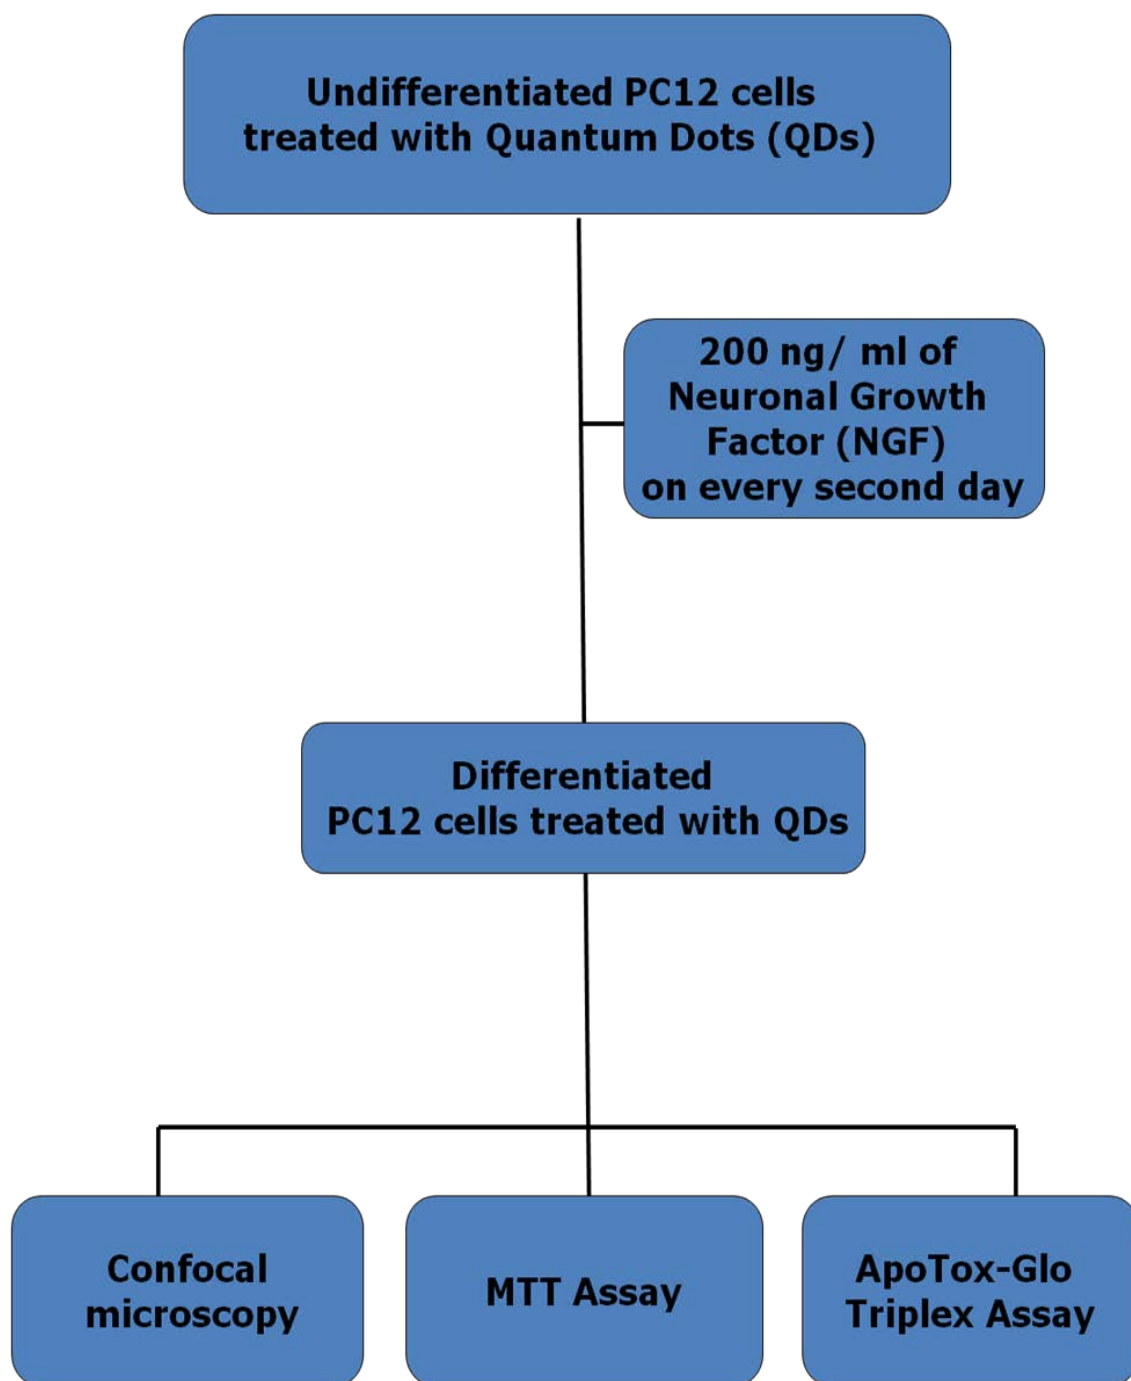 Undifferentiated PC12 cells
treated with Quantum Dots (QDs)
200 ng/ ml of
Neuronal Growth
Factor (NGF)
on every second day
Differentiated
PC12 cells treated with QDs
Confocal
microscopy
MTT Assay
ApoTox-Glo
Triplex Assay